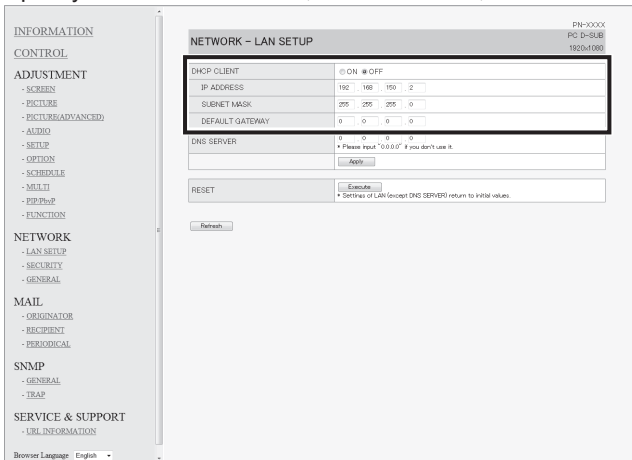 INFORMATION
CONTROL
ADJUSTMENT
- SCREEN
- PICTURE
- PICTURE(ADVANCED)
- AUDIO
- SETUP
- OPTION
- SCHEDULE
- MULTI
- PIP/PbyP
- FUNCTION
NETWORK
- LAN SETUP
- SECURITY
- GENERAL
MAIL
- ORIGINATOR
- RECIPIENT
- PERIODICAL
SNMP
- GENERAL
- TRAP
SERVICE & SUPPORT
- URL INFORMATION
Browser Language English
PN-XXXX
NETWORK – LAN SETUP PC D-SUB
1920x1080
DHCP CLIENT ON OFF
IP ADDRESS 192 . 168 . 150 . 2
SUBNET MASK 255 . 255 . 255 . 0
DEFAULT GATEWAY 0 . 0 . 0 . 0
DNS SERVER 0 . 0 . 0 . 0
* Please input "0.0.0.0" if you don't use it.
Apply
RESET Execute
* Settings of LAN (except DNS SERVER) return to initial values.
Refresh